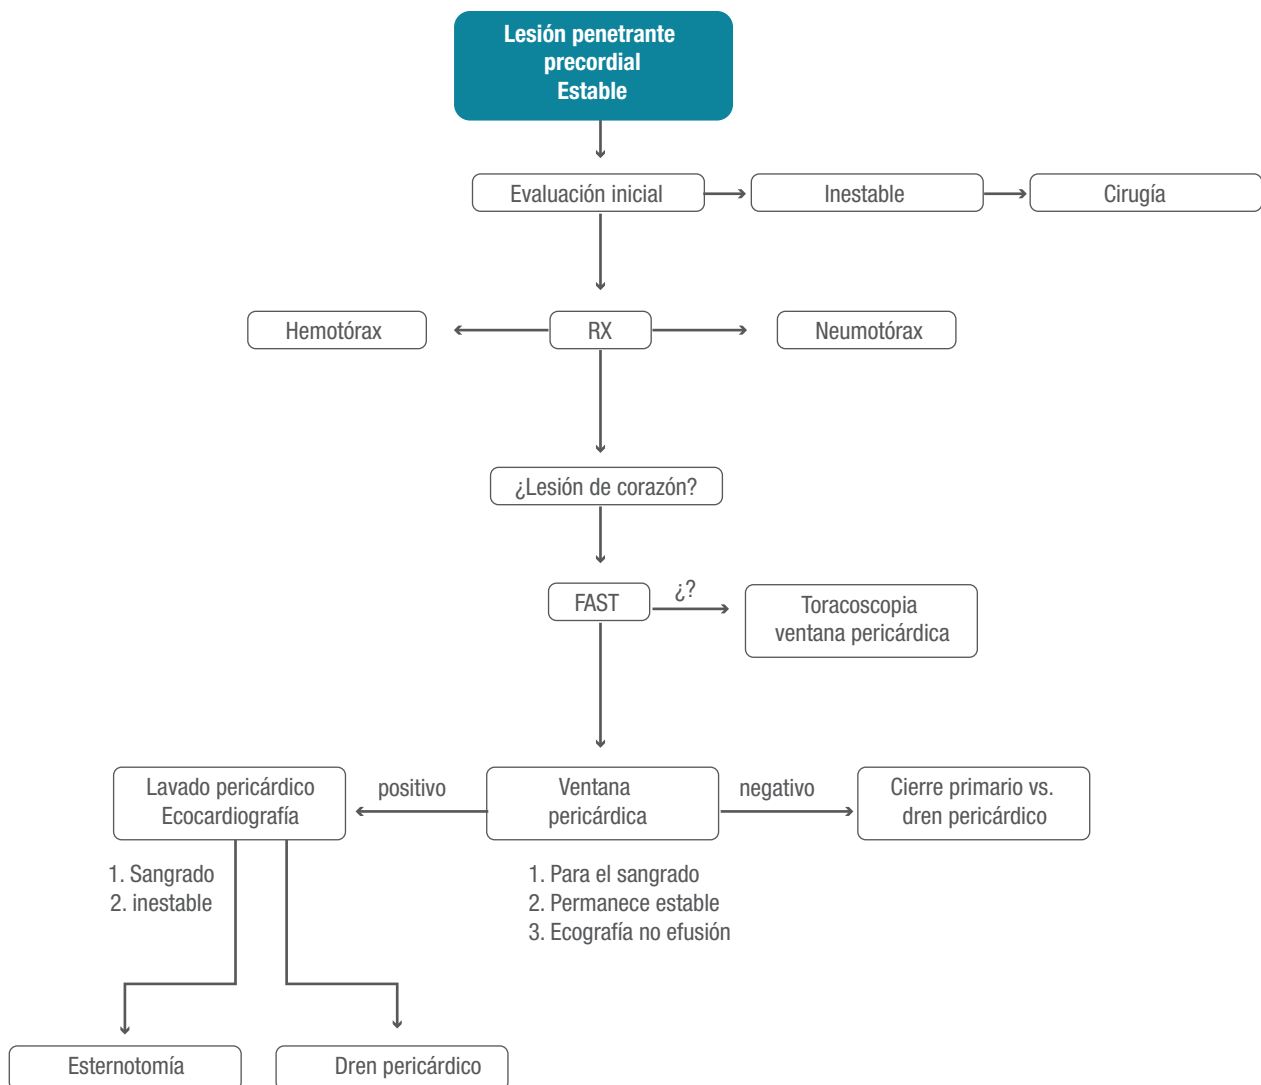 Lesión penetrante
precordial
Estable
Evaluación inicial
Inestable
Cirugía
Hemotórax
RX
Neumotórax
¿Lesión de corazón?
FAST
¿?
Toracoscopia
ventana pericárdica
Lavado pericárdico
Ecocardiografía
positivo
Ventana
pericárdica
negativo
Cierre primario vs.
dren pericárdico
1. Sangrado
2. inestable
1. Para el sangrado
2. Permanece estable
3. Ecografía no efusión
Esternotomía
Dren pericárdico